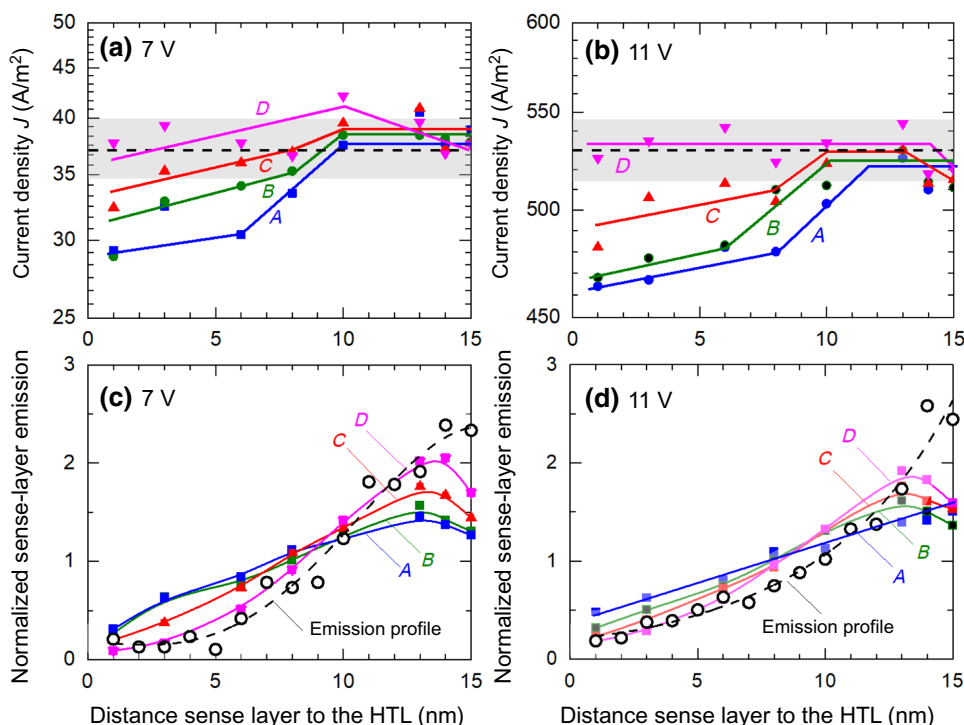 (a) 7 V
Current density J (A/m²)
50
45
40
35
30
25
D
C
B
A
0 5 10 15
(b) 11 V
Current density J (A/m²)
600
550
500
450
D
C
B
A
0 5 10 15
(c) 7 V
Normalized sense-layer emission
3
2
1
0
D
C
B
A
Emission profile
0 5 10 15
Distance sense layer to the HTL (nm)
(d) 11 V
Normalized sense-layer emission
3
2
1
0
D
C
B
A
Emission profile
0 5 10 15
Distance sense layer to the HTL (nm)